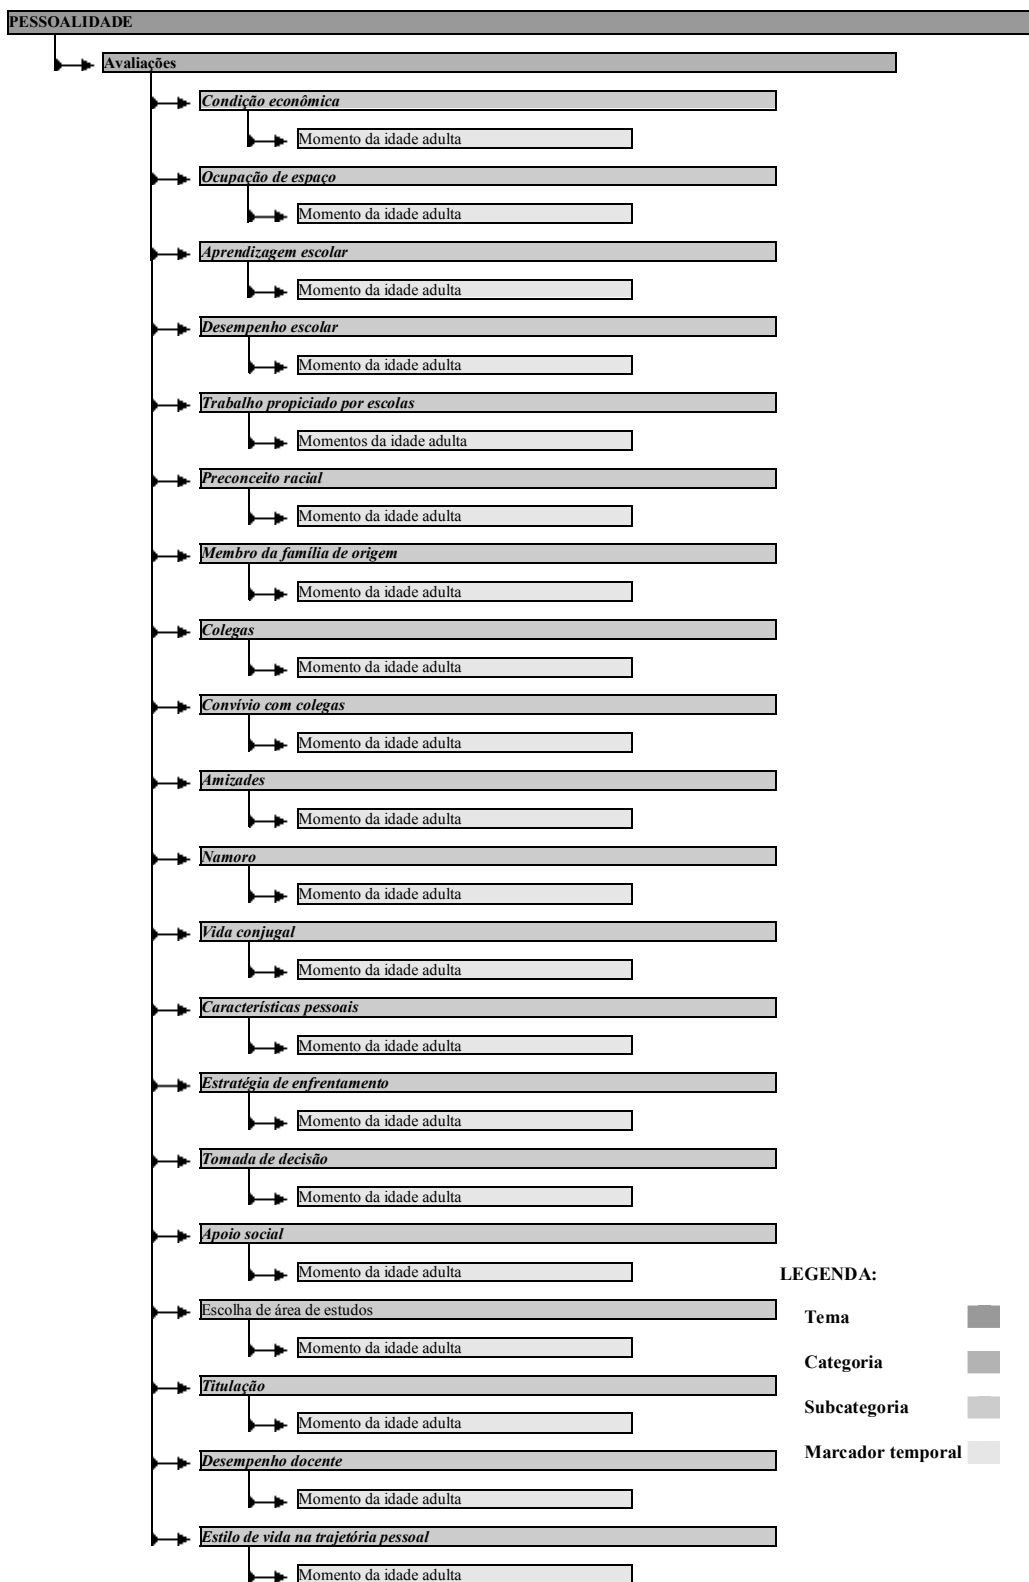 PESSOALIDADE
Avaliações
Condição econômica
Momento da idade adulta
Ocupação de espaço
Momento da idade adulta
Aprendizagem escolar
Momento da idade adulta
Desempenho escolar
Momento da idade adulta
Trabalho propiciado por escolas
Momentos da idade adulta
Preconceito racial
Momento da idade adulta
Membro da família de origem
Momento da idade adulta
Colegas
Momento da idade adulta
Convívio com colegas
Momento da idade adulta
Amizades
Momento da idade adulta
Namoro
Momento da idade adulta
Vida conjugal
Momento da idade adulta
Características pessoais
Momento da idade adulta
Estratégia de enfrentamento
Momento da idade adulta
Tomada de decisão
Momento da idade adulta
Apoio social
Momento da idade adulta
Escolha de área de estudos
Momento da idade adulta
Titulação
Momento da idade adulta
Desempenho docente
Momento da idade adulta
Estilo de vida na trajetória pessoal
Momento da idade adulta
LEGENDA:
Tema
Categoria
Subcategoria
Marcador temporal